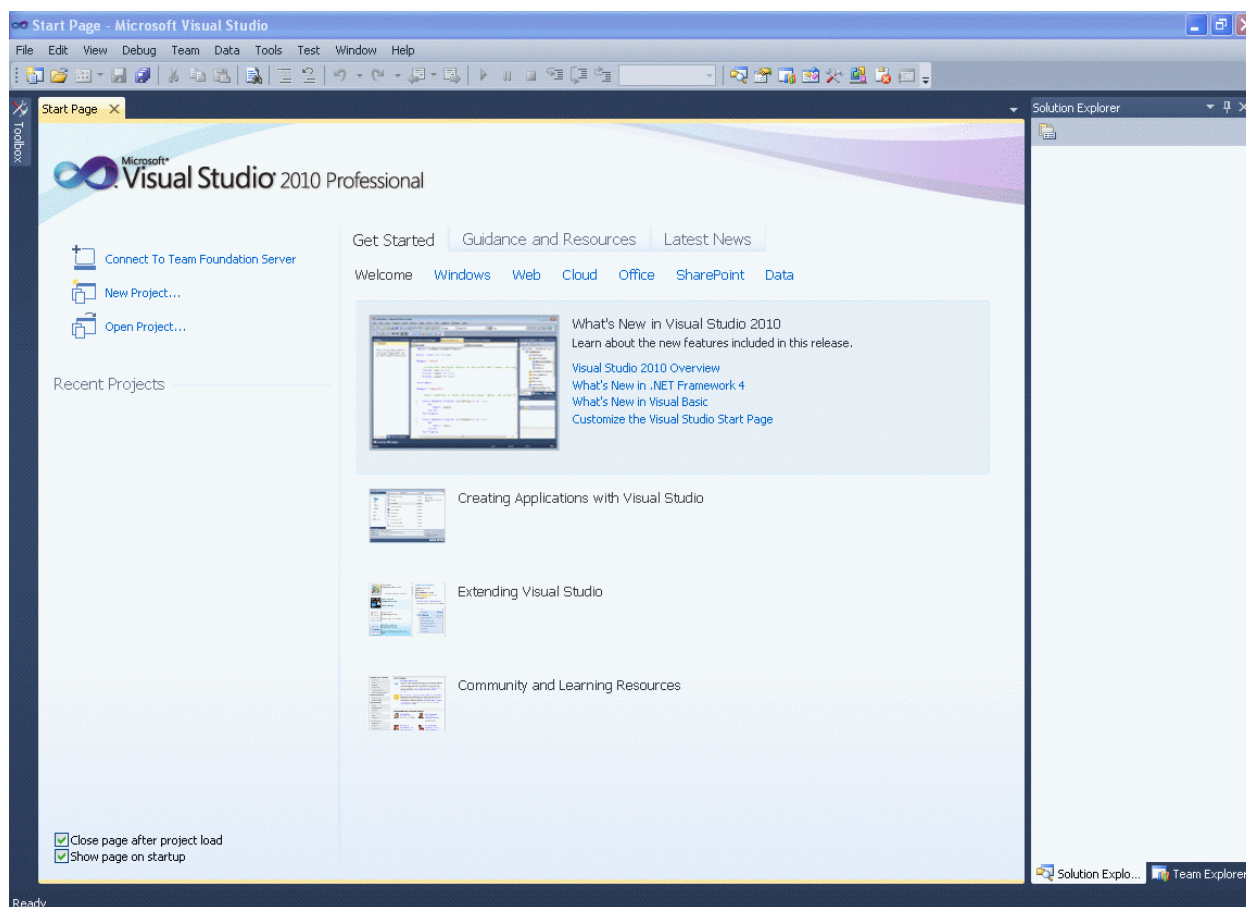 Start Page - Microsoft Visual Studio
File Edit View Debug Team Data Tools Test Window Help
Toolbox
Start Page
Solution Explorer
Microsoft®
Visual Studio® 2010 Professional
Connect To Team Foundation Server
New Project...
Open Project...
Recent Projects
Get Started Guidance and Resources Latest News
Welcome Windows Web Cloud Office SharePoint Data
What's New in Visual Studio 2010
Learn about the new features included in this release.
Visual Studio 2010 Overview
What's New in .NET Framework 4
What's New in Visual Basic
Customize the Visual Studio Start Page
Creating Applications with Visual Studio
Extending Visual Studio
Community and Learning Resources
Close page after project load
Show page on startup
Solution Explo... Team Explorer
Ready